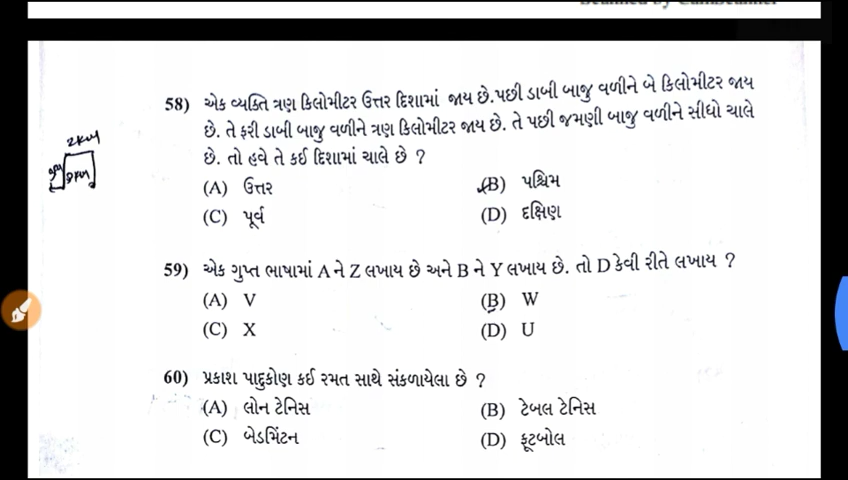 58) એક વ્યક્તિ ત્રણ કિલોમીટર ઉત્તર દિશામાં જાય છે. પછી ડાબી બાજુ વળીને બે કિલોમીટર જાય
છે. તે ફરી ડાબી બાજુ વળીને ત્રણ કિલોમીટર જાય છે. તે પછી જમણી બાજુ વળીને સીધો ચાલે
છે. તો હવે તે કઈ દિશામાં ચાલે છે ?
2KM
3KM
(A) ઉત્તર (B) પશ્ચિમ
(C) પૂર્વ (D) દક્ષિણ
59) એક ગુપ્ત ભાષામાં A ને Z લખાય છે અને B ને Y લખાય છે. તો D કેવી રીતે લખાય ?
(A) V (B) W
(C) X (D) U
60) પ્રકાશ પાદુકોણ કઈ રમત સાથે સંકળાયેલા છે ?
(A) લોન ટેનિસ (B) ટેબલ ટેનિસ
(C) બેડમિંટન (D) ફૂટબોલ